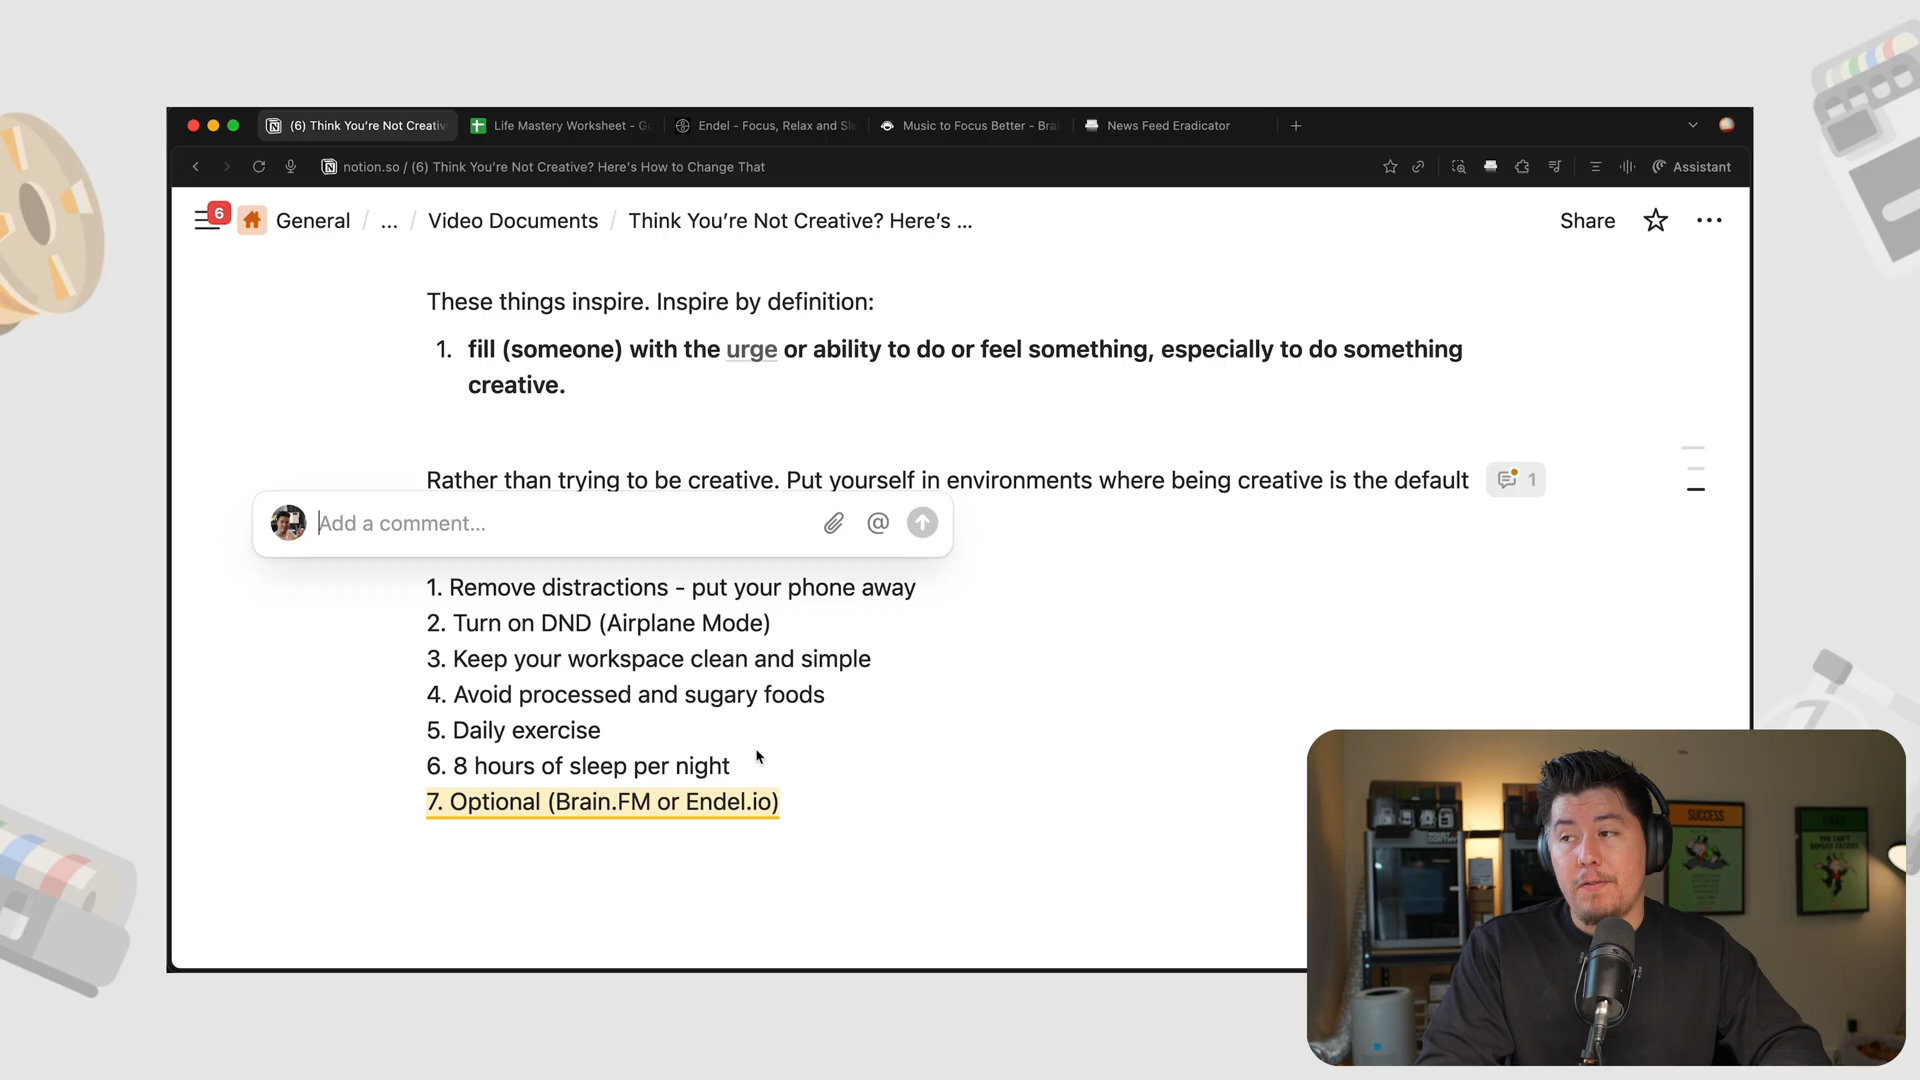 (6) Think You're Not Creativ
Life Mastery Worksheet - Go
Endel - Focus, Relax and Sle
Music to Focus Better - Brai
News Feed Eradicator
notion.so / (6) Think You're Not Creative? Here's How to Change That
Assistant
6
General / ... / Video Documents / Think You're Not Creative? Here's ...
Share
These things inspire. Inspire by definition:
1. fill (someone) with the urge or ability to do or feel something, especially to do something
creative.
Rather than trying to be creative. Put yourself in environments where being creative is the default
1
Add a comment...
1. Remove distractions - put your phone away
2. Turn on DND (Airplane Mode)
3. Keep your workspace clean and simple
4. Avoid processed and sugary foods
5. Daily exercise
6. 8 hours of sleep per night
7. Optional (Brain.FM or Endel.io)
SUCCESS